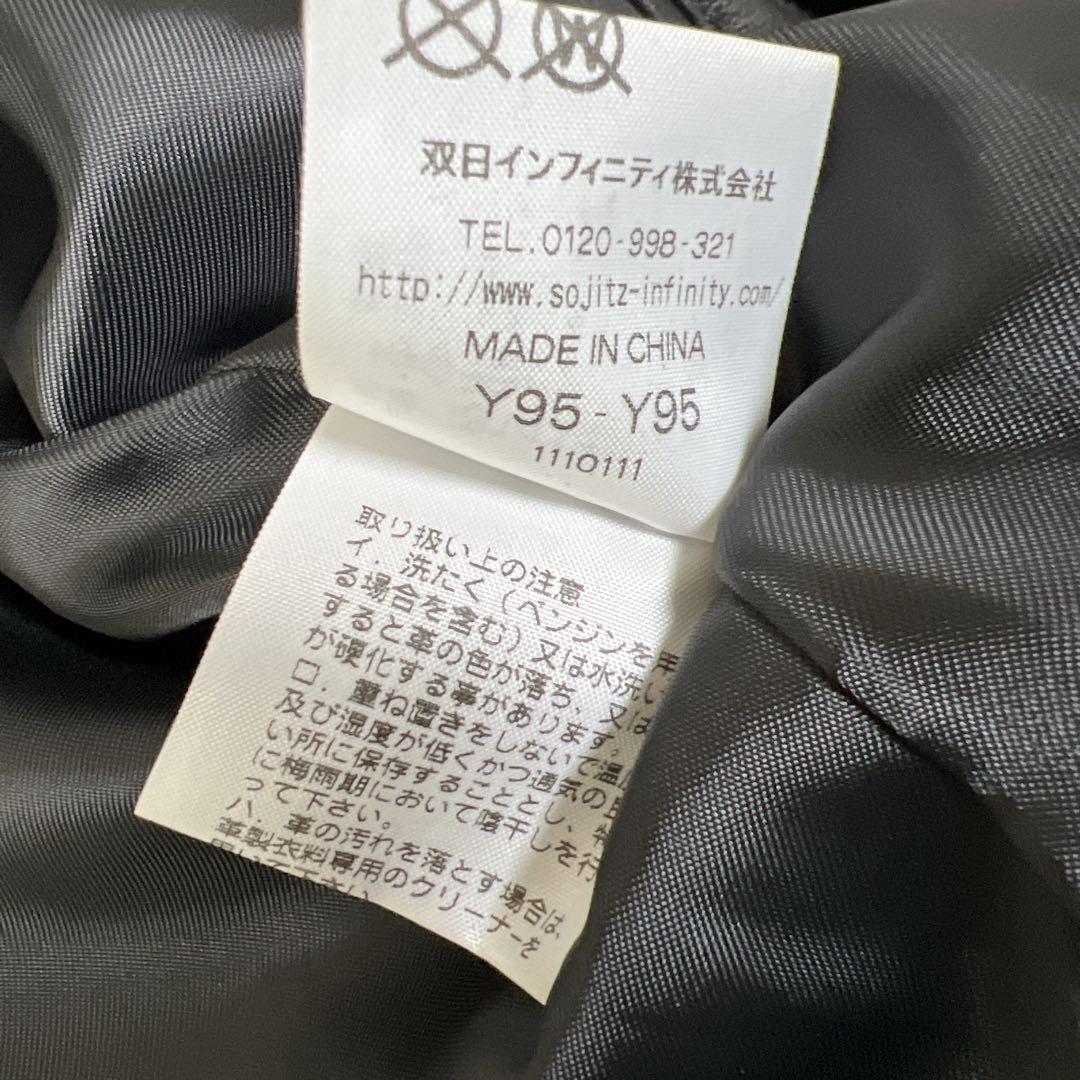 双日インフィニティ株式会社
TEL.0120-998-321
http://www.sojitz-infinity.com/
MADE IN CHINA
Y95-Y95
1110111
取り扱い上の注意
イ.洗たく(ベンジンを
る場合を含む)又は水洗い
すると革の色が落ち、又は
が硬化する事があります。
ロ.重ね置きをしないで温
及び湿度が低くかつ通気の
い所に保存することとし、特
に梅雨期において陰干しを行
って下さい。
ハ.革の汚れを落とす場合は、
革製衣料専用のクリーナーを